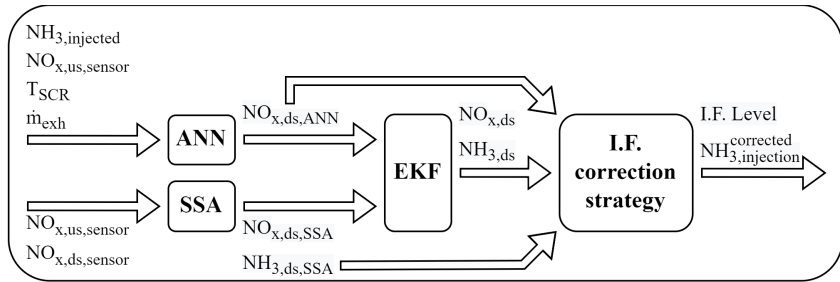 NH3,injected
NOx,us,sensor
TSCR
ṁexh
ANN
SSA
NOx,us,sensor
NOx,ds,sensor
NOx,ds,ANN
NOx,ds,SSA
NH3,ds,SSA
EKF
NOx,ds
NH3,ds
I.F.
correction
strategy
I.F. Level
NH3,injection corrected